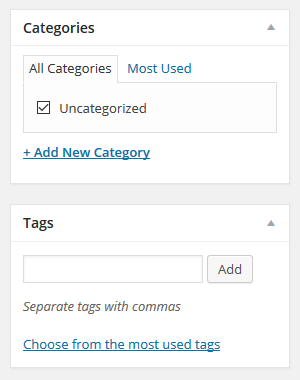 Categories
All Categories Most Used
Uncategorized
+ Add New Category
Tags
Add
Separate tags with commas
Choose from the most used tags